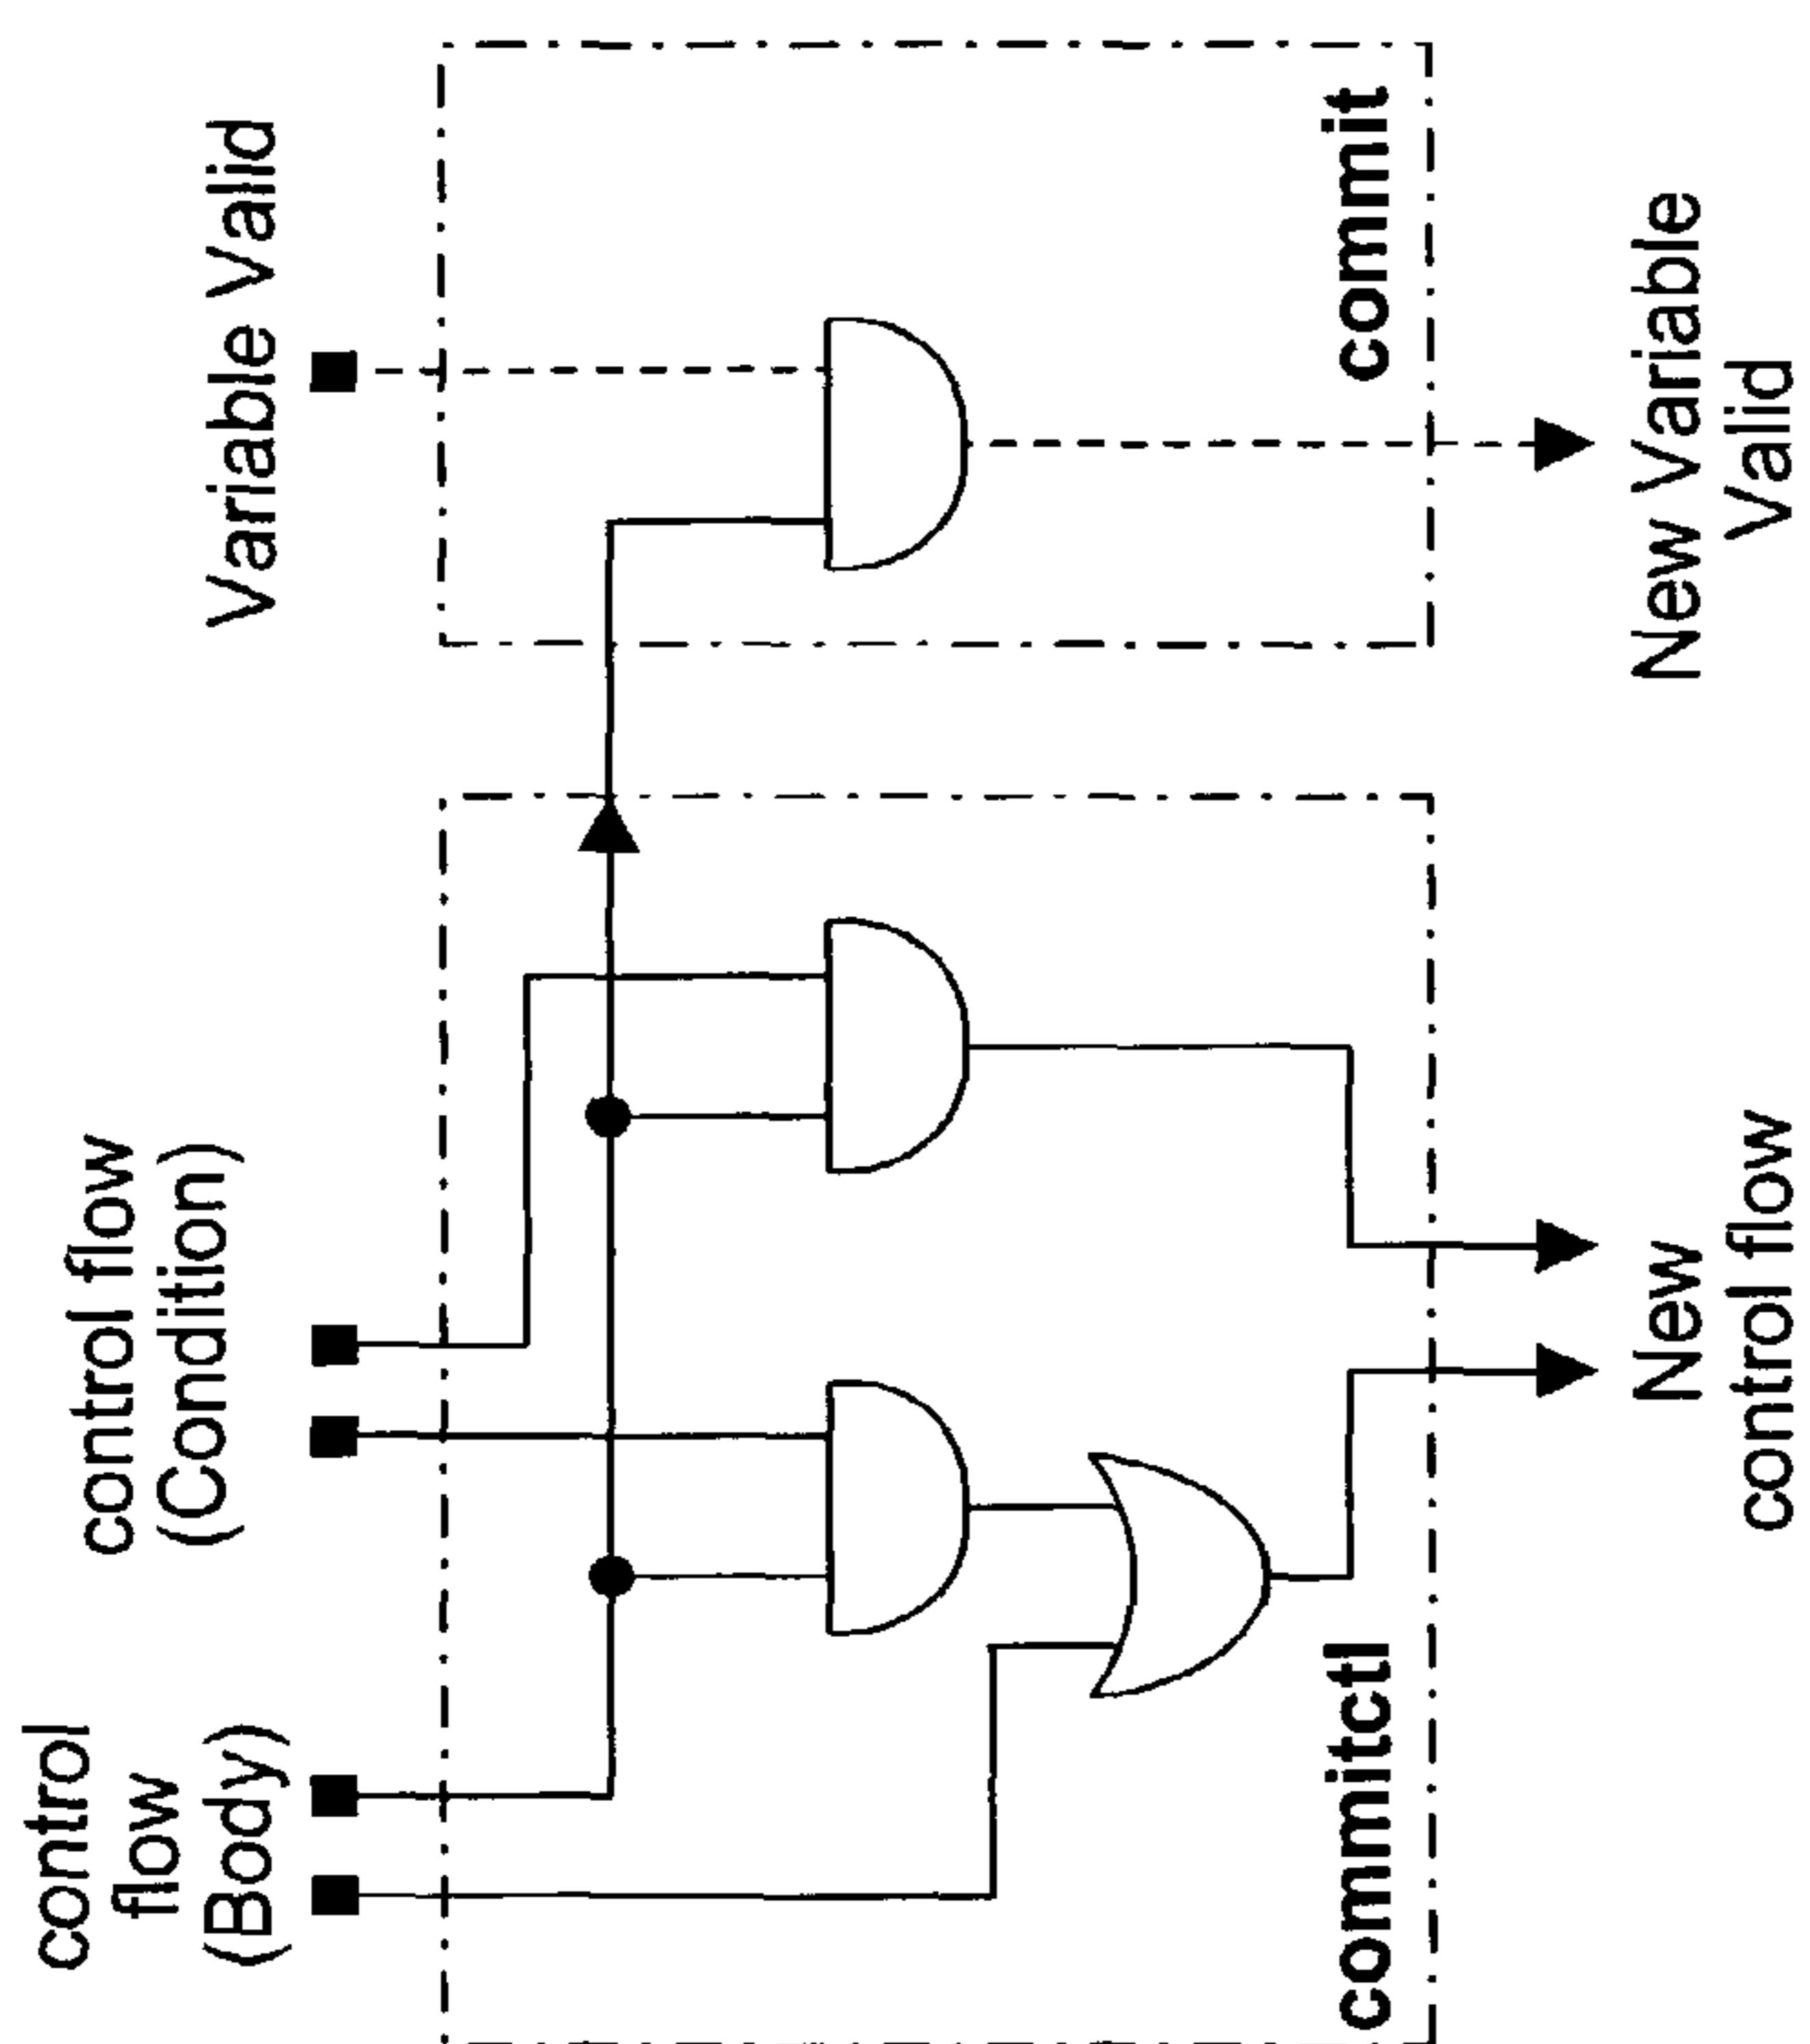 control
flow
(Body)
control flow
(Condition)
Variable Valid
commitctl
commit
New
control flow
New Variable
Valid